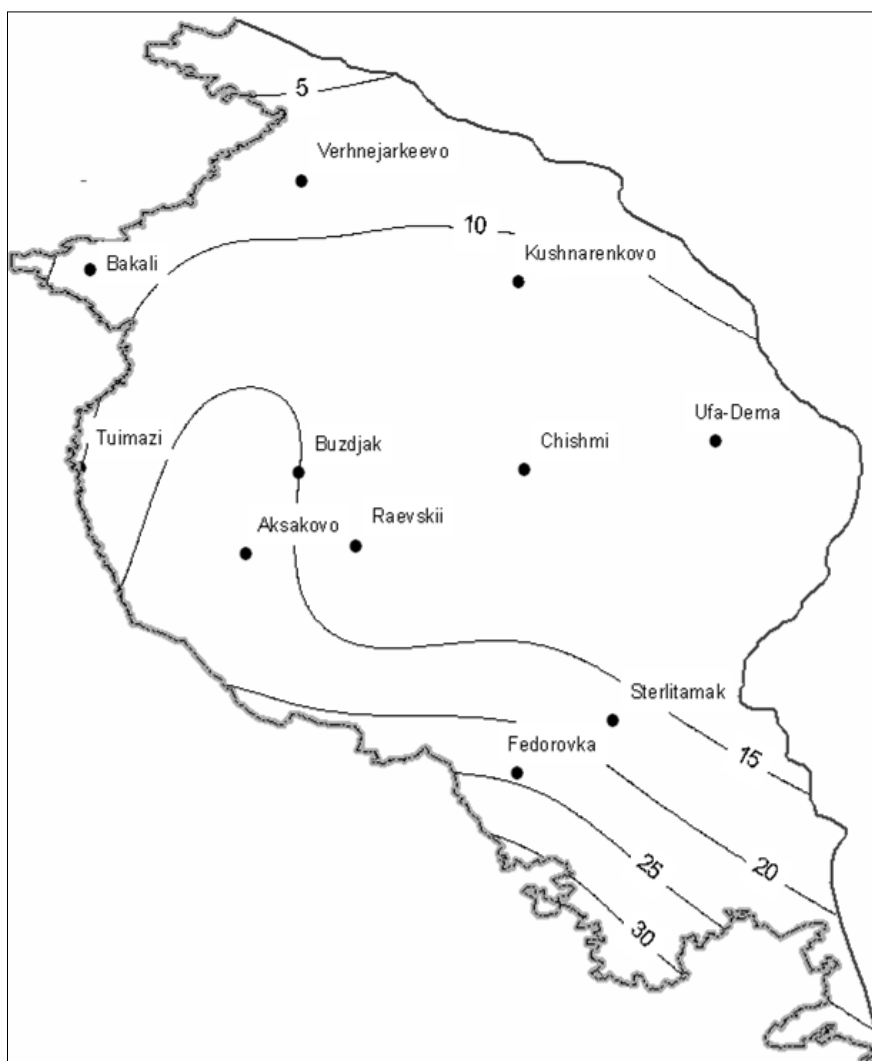 5
Verhnejarkeevo
10
Kushnarenkovo
Bakali
Ufa-Dema
Tuimazi
Buzdjak
Chishmi
Raevskii
Aksakovo
Sterlitamak
Fedorovka
15
20
25
30